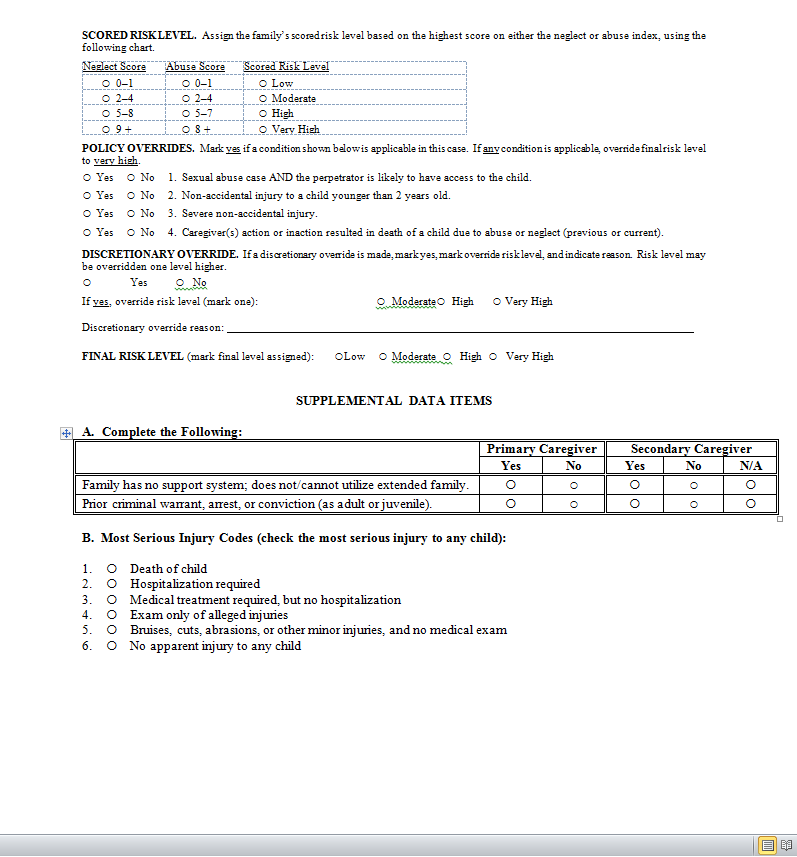 SCORED RISK LEVEL. Assign the family's scored risk level based on the highest score on either the neglect or abuse index, using the
following chart.
Neglect Score Abuse Score Scored Risk Level
○ 0–1 ○ 0–1 ○ Low
○ 2–4 ○ 2–4 ○ Moderate
○ 5–8 ○ 5–7 ○ High
○ 9 + ○ 8 + ○ Very High
POLICY OVERRIDES. Mark yes if a condition shown below is applicable in this case. If any condition is applicable, override final risk level
to very high.
○ Yes ○ No 1. Sexual abuse case AND the perpetrator is likely to have access to the child.
○ Yes ○ No 2. Non-accidental injury to a child younger than 2 years old.
○ Yes ○ No 3. Severe non-accidental injury.
○ Yes ○ No 4. Caregiver(s) action or inaction resulted in death of a child due to abuse or neglect (previous or current).
DISCRETIONARY OVERRIDE. If a discretionary override is made, mark yes, mark override risk level, and indicate reason. Risk level may
be overridden one level higher.
○ Yes ○ No
If yes, override risk level (mark one): ○ Moderate ○ High ○ Very High
Discretionary override reason:
FINAL RISK LEVEL (mark final level assigned): ○ Low ○ Moderate ○ High ○ Very High
SUPPLEMENTAL DATA ITEMS
A. Complete the Following:
Primary Caregiver Secondary Caregiver
Yes No Yes No N/A
Family has no support system; does not/cannot utilize extended family. ○ ○ ○ ○ ○
Prior criminal warrant, arrest, or conviction (as adult or juvenile). ○ ○ ○ ○ ○
B. Most Serious Injury Codes (check the most serious injury to any child):
1. ○ Death of child
2. ○ Hospitalization required
3. ○ Medical treatment required, but no hospitalization
4. ○ Exam only of alleged injuries
5. ○ Bruises, cuts, abrasions, or other minor injuries, and no medical exam
6. ○ No apparent injury to any child